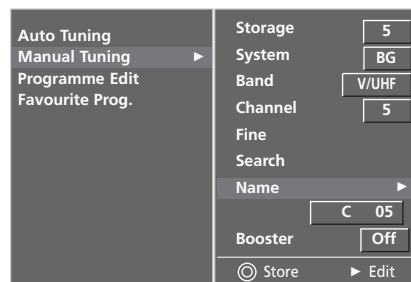 Auto Tuning
Manual Tuning ►
Programme Edit
Favourite Prog.
Storage 5
System BG
Band V/UHF
Channel 5
Fine
Search
Name ►
C 05
Booster Off
Store ► Edit